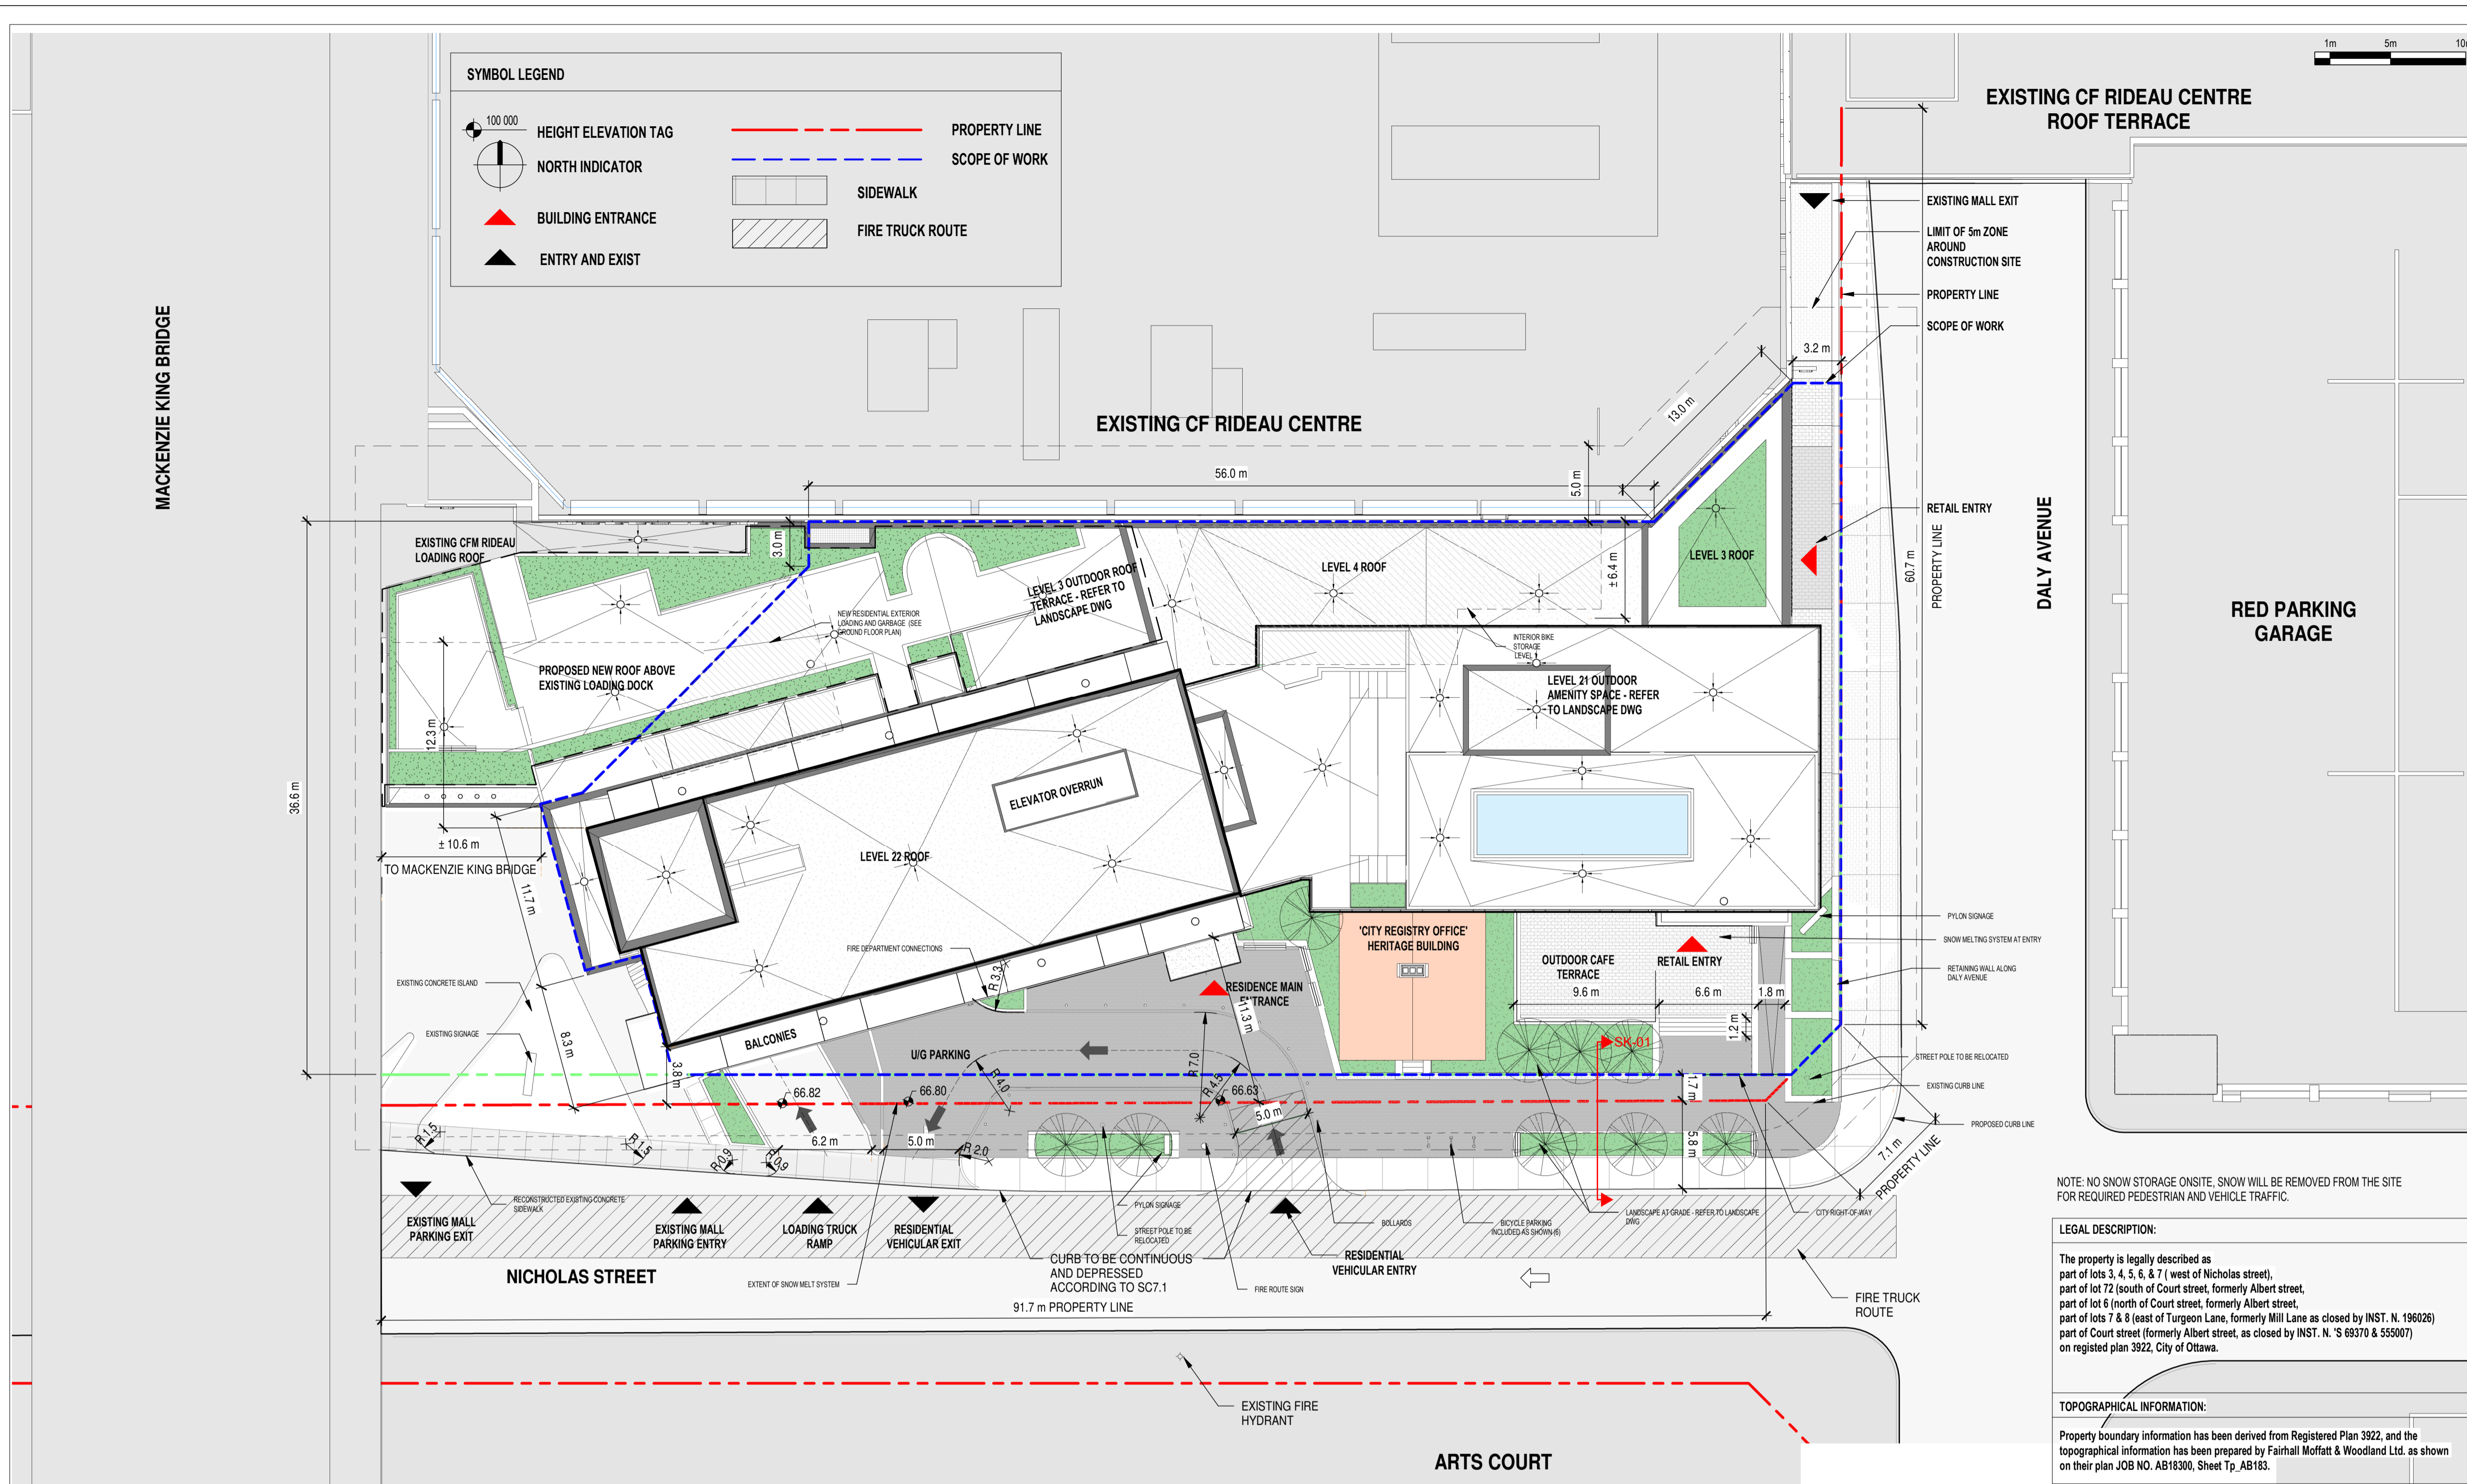 SYMBOL LEGEND
100 000
HEIGHT ELEVATION TAG
NORTH INDICATOR
BUILDING ENTRANCE
ENTRY AND EXIST
PROPERTY LINE
SCOPE OF WORK
SIDEWALK
FIRE TRUCK ROUTE
1m
5m
EXISTING CF RIDEAU CENTRE
ROOF TERRACE
MACKENZIE KING BRIDGE
EXISTING MALL EXIT
LIMIT OF 5m ZONE
AROUND
CONSTRUCTION SITE
PROPERTY LINE
SCOPE OF WORK
3.2 m
13.0 m
EXISTING CF RIDEAU CENTRE
56.0 m
5.0 m
RETAIL ENTRY
60.7 m
PROPERTY LINE
DALY AVENUE
RED PARKING
GARAGE
EXISTING CFM RIDEAU
LOADING ROOF
3.0 m
LEVEL 3 OUTDOOR ROOF
TERRACE - REFER TO
LANDSCAPE DWG
LEVEL 4 ROOF
± 6.4 m
LEVEL 3 ROOF
NEW RESIDENTIAL EXTERIOR
LOADING AND GARBAGE (SEE
GROUND FLOOR PLAN)
INTERIOR BIKE
STORAGE
LEVEL 1
PROPOSED NEW ROOF ABOVE
EXISTING LOADING DOCK
LEVEL 21 OUTDOOR
AMENITY SPACE - REFER
TO LANDSCAPE DWG
12.3 m
36.6 m
ELEVATOR OVERRUN
± 10.6 m
TO MACKENZIE KING BRIDGE
LEVEL 22 ROOF
11.7 m
PYLON SIGNAGE
'CITY REGISTRY OFFICE'
HERITAGE BUILDING
SNOW MELTING SYSTEM AT ENTRY
FIRE DEPARTMENT CONNECTIONS
OUTDOOR CAFE
TERRACE
RETAIL ENTRY
RETAINING WALL ALONG
DALY AVENUE
EXISTING CONCRETE ISLAND
R 3.3
RESIDENCE MAIN
ENTRANCE
9.6 m
6.6 m
1.8 m
11.3 m
1.2 m
EXISTING SIGNAGE
8.3 m
BALCONIES
U/G PARKING
SK-01
STREET POLE TO BE RELOCATED
3.8 m
R 4.0
R 7.0
R 4.5
1.7 m
EXISTING CURB LINE
66.82
66.80
66.63
5.0 m
PROPOSED CURB LINE
R 1.5
R 1.5
R 0.9
R 0.9
6.2 m
5.0 m
R 2.0
5.8 m
7.1 m
PROPERTY LINE
RECONSTRUCTED EXISTING CONCRETE
SIDEWALK
PYLON SIGNAGE
STREET POLE TO BE
RELOCATED
BOLLARDS
BICYCLE PARKING
INCLUDED AS SHOWN (6)
LANDSCAPE AT GRADE - REFER TO LANDSCAPE
DWG
CITY RIGHT-OF-WAY
EXISTING MALL
PARKING EXIT
EXISTING MALL
PARKING ENTRY
LOADING TRUCK
RAMP
RESIDENTIAL
VEHICULAR EXIT
RESIDENTIAL
VEHICULAR ENTRY
NICHOLAS STREET
EXTENT OF SNOW MELT SYSTEM
CURB TO BE CONTINUOUS
AND DEPRESSED
ACCORDING TO SC7.1
FIRE ROUTE SIGN
91.7 m PROPERTY LINE
FIRE TRUCK
ROUTE
EXISTING FIRE
HYDRANT
ARTS COURT
NOTE: NO SNOW STORAGE ONSITE, SNOW WILL BE REMOVED FROM THE SITE
FOR REQUIRED PEDESTRIAN AND VEHICLE TRAFFIC.
LEGAL DESCRIPTION:
The property is legally described as
part of lots 3, 4, 5, 6, & 7 ( west of Nicholas street),
part of lot 72 (south of Court street, formerly Albert street,
part of lot 6 (north of Court street, formerly Albert street,
part of lots 7 & 8 (east of Turgeon Lane, formerly Mill Lane as closed by INST. N. 196026)
part of Court street (formerly Albert street, as closed by INST. N. 'S 69370 & 555007)
on registed plan 3922, City of Ottawa.
TOPOGRAPHICAL INFORMATION:
Property boundary information has been derived from Registered Plan 3922, and the
topographical information has been prepared by Fairhall Moffatt & Woodland Ltd. as shown
on their plan JOB NO. AB18300, Sheet Tp_AB183.